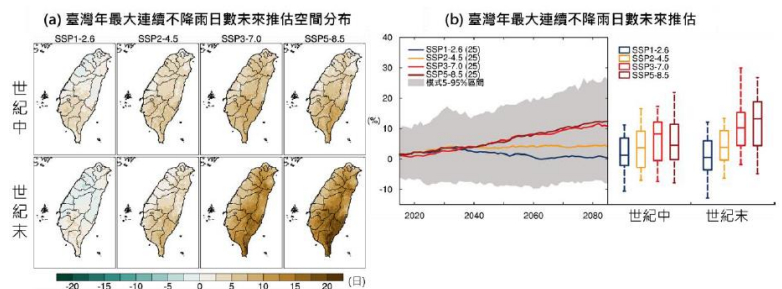 (a) 臺灣年最大連續不降雨日數未來推估空間分布
SSP1-2.6 SSP2-4.5 SSP3-7.0 SSP5-8.5
世紀中
世紀末
-20 -15 -10 -5 0 5 10 15 20 (日)
(b) 臺灣年最大連續不降雨日數未來推估
40
30
20
10
0
-10
(%)
SSP1-2.6 (25)
SSP2-4.5 (25)
SSP3-7.0 (25)
SSP5-8.5 (25)
模式5-95%區間
2020 2040 2060 2080
SSP1-2.6
SSP2-4.5
SSP3-7.0
SSP5-8.5
世紀中 世紀末